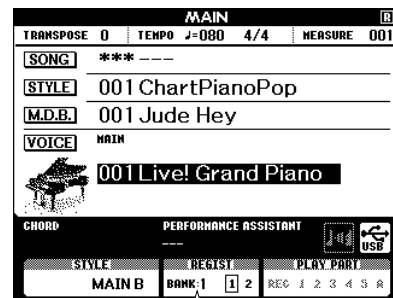 MAIN R
TRANSPOSE 0 TEMPO ♩=080 4/4 MEASURE 001
SONG ***---
STYLE 001 ChartPianoPop
M.D.B. 001 Jude Hey
VOICE MAIN
001 Live! Grand Piano
CHORD PERFORMANCE ASSISTANT
---
USB
STYLE REGIST PLAY PART
MAIN B BANK:1 1 2 REC 1 2 3 4 5 A